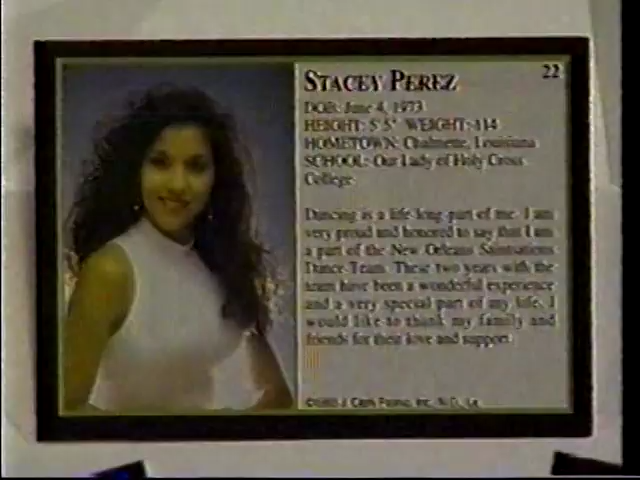 STACEY PEREZ
22
DOB: June 4, 1973
HEIGHT: 5' 5" WEIGHT: 114
HOMETOWN: Chalmette, Louisiana
SCHOOL: Our Lady of Holy Cross
College
Dancing is a life-long part of me. I am
very proud and honored to say that I am
a part of the New Orleans Saintsations
Dance Team. These two years with the
team have been a wonderful experience
and a very special part of my life. I
would like to thank my family and
friends for their love and support.
Inc. N.O., La